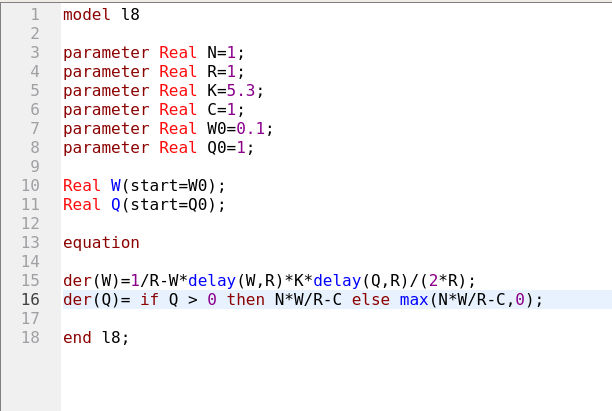 1 model l8
2
3 parameter Real N=1;
4 parameter Real R=1;
5 parameter Real K=5.3;
6 parameter Real C=1;
7 parameter Real W0=0.1;
8 parameter Real Q0=1;
9
10 Real W(start=W0);
11 Real Q(start=Q0);
12
13 equation
14
15 der(W)=1/R-W*delay(W,R)*K*delay(Q,R)/(2*R);
16 der(Q)= if Q > 0 then N*W/R-C else max(N*W/R-C,0);
17
18 end l8;